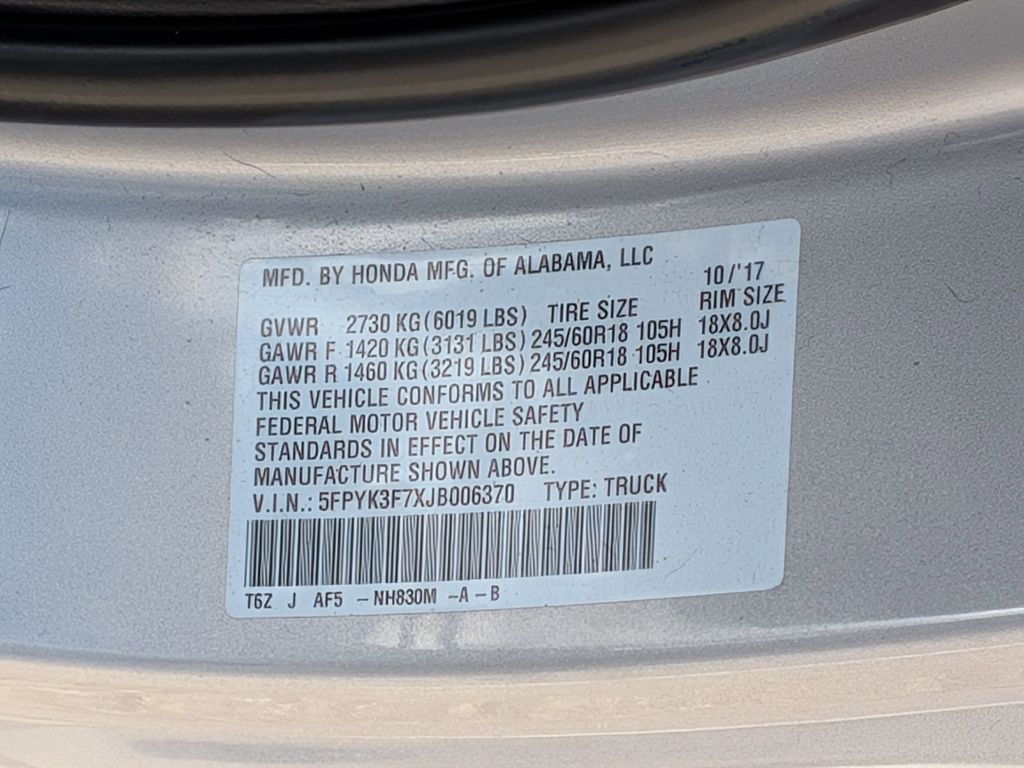 MFD. BY HONDA MFG. OF ALABAMA, LLC 10/'17
GVWR 2730 KG (6019 LBS) TIRE SIZE RIM SIZE
GAWR F 1420 KG (3131 LBS) 245/60R18 105H 18X8.0J
GAWR R 1460 KG (3219 LBS) 245/60R18 105H 18X8.0J
THIS VEHICLE CONFORMS TO ALL APPLICABLE
FEDERAL MOTOR VEHICLE SAFETY
STANDARDS IN EFFECT ON THE DATE OF
MANUFACTURE SHOWN ABOVE.
V.I.N.: 5FPYK3F7XJB006370 TYPE: TRUCK
T6Z J AF5 -NH830M -A-B